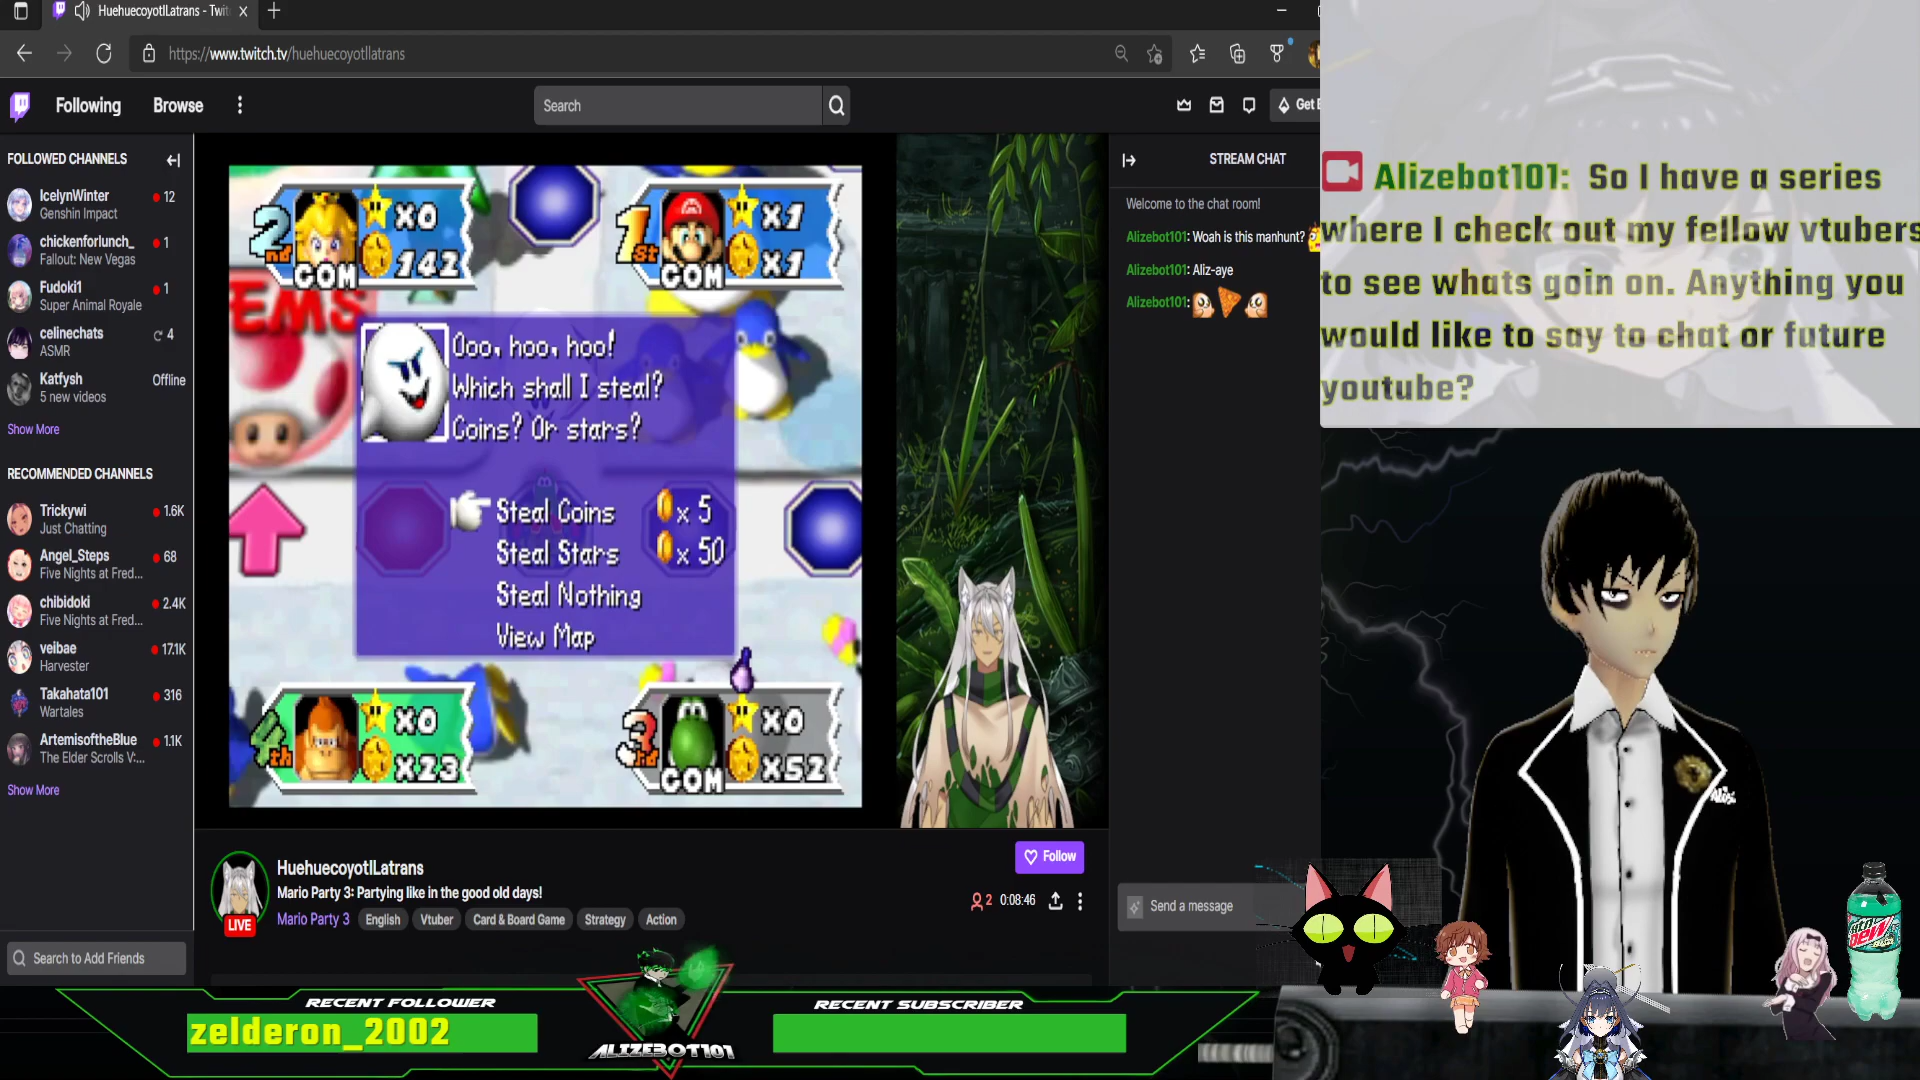 HuehuecoyotlLatrans - Twit
https://www.twitch.tv/huehuecoyotllatrans
Following
Browse
Search
Get B
FOLLOWED CHANNELS
IcelynWinter
12
Genshin Impact
chickenforlunch_
1
Fallout: New Vegas
Fudoki1
1
Super Animal Royale
celinechats
4
ASMR
Katfysh
Offline
5 new videos
Show More
RECOMMENDED CHANNELS
Trickywi
1.6K
Just Chatting
Angel_Steps
68
Five Nights at Fred...
chibidoki
2.4K
Five Nights at Fred...
veibae
17.1K
Harvester
Takahata101
316
Wartales
ArtemisoftheBlue
1.1K
The Elder Scrolls V:...
Show More
Search to Add Friends
2nd
x0
142
COM
1st
x1
x1
COM
EMS
Ooo, hoo, hoo!
Which shall I steal?
Coins? Or stars?
Steal Coins x 5
Steal Stars x 50
Steal Nothing
View Map
4th
x0
x23
3rd
x0
x52
COM
HuehuecoyotlLatrans
Mario Party 3: Partying like in the good old days!
Mario Party 3
English
Vtuber
Card & Board Game
Strategy
Action
LIVE
Follow
2
0:08:46
STREAM CHAT
Welcome to the chat room!
Alizebot101: Woah is this manhunt?
Alizebot101: Aliz-aye
Alizebot101:
Send a message
Alizebot101: So I have a series
where I check out my fellow vtubers
to see whats goin on. Anything you
would like to say to chat or future
youtube?
Alizé
MTN
DEW
RECENT FOLLOWER
zelderon_2002
ALIZEBOT101
RECENT SUBSCRIBER